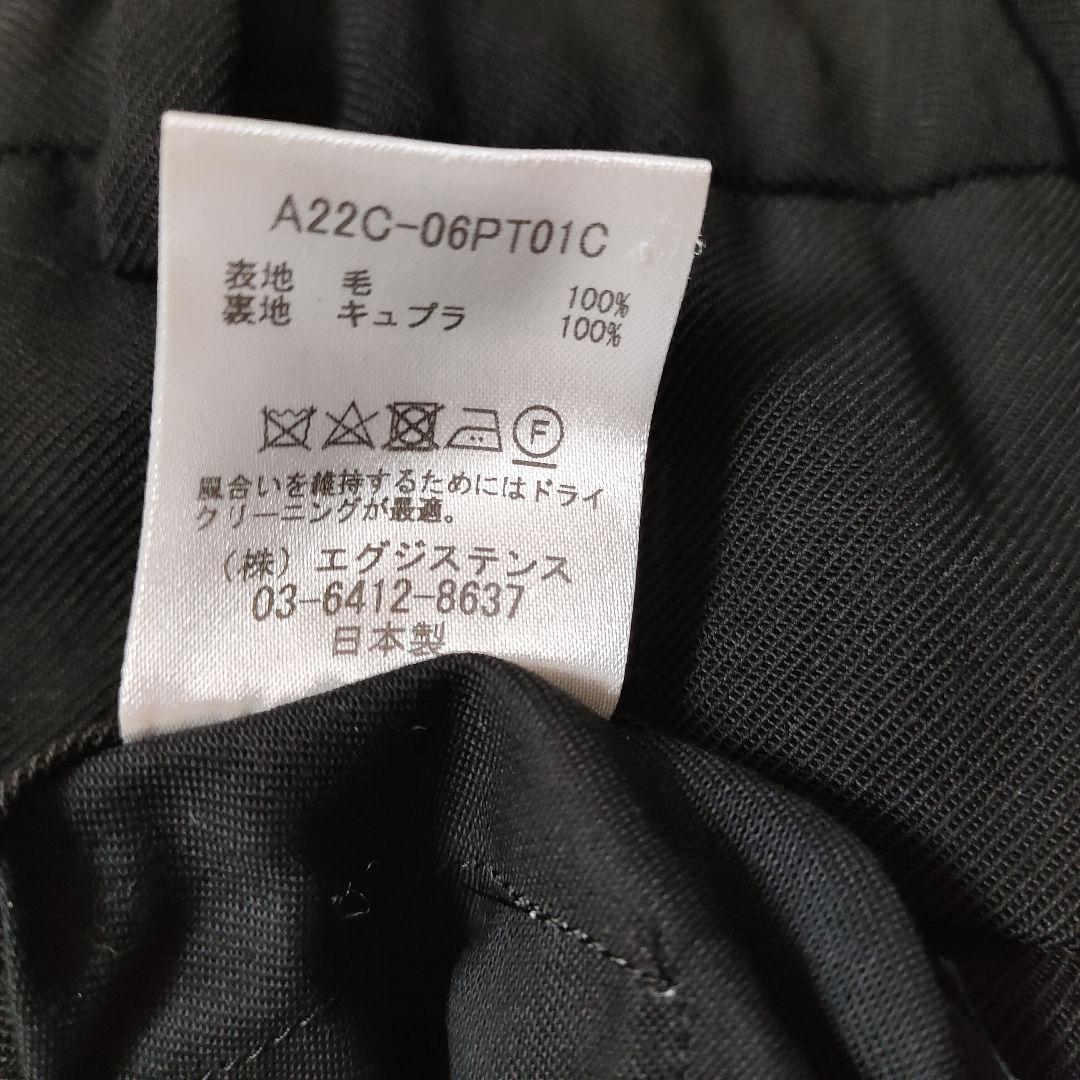 A22C-06PT01C
表地 毛 100%
裏地 キュプラ 100%
F
風合いを維持するためにはドライ
クリーニングが最適。
(株) エグジステンス
03-6412-8637
日本製